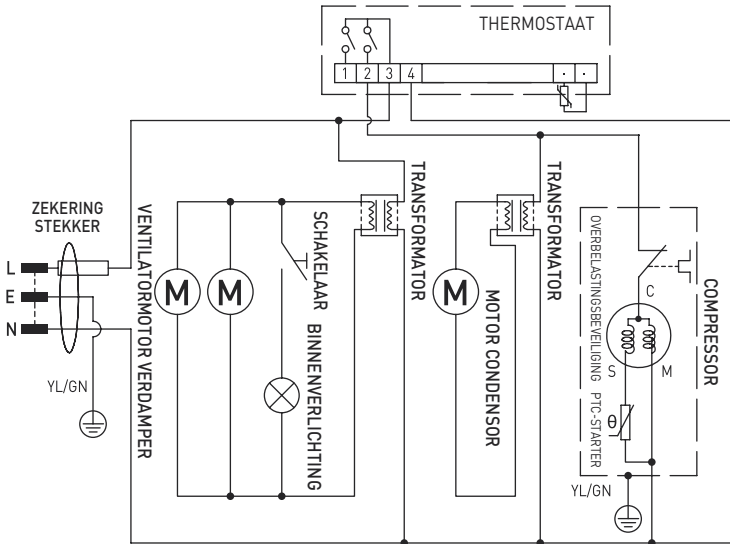 THERMOSTAAT
1 2 3 4 · ·
ZEKERING
STEKKER
L
E
N
YL/GN
VENTILATORMOTOR VERDAMPER
M
M
SCHAKELAAR
BINNENVERLICHTING
TRANSFORMATOR
M
MOTOR CONDENSOR
TRANSFORMATOR
OVERBELASTINGSBEVEILIGING
PTC-STARTER
C
S
M
θ
COMPRESSOR
YL/GN